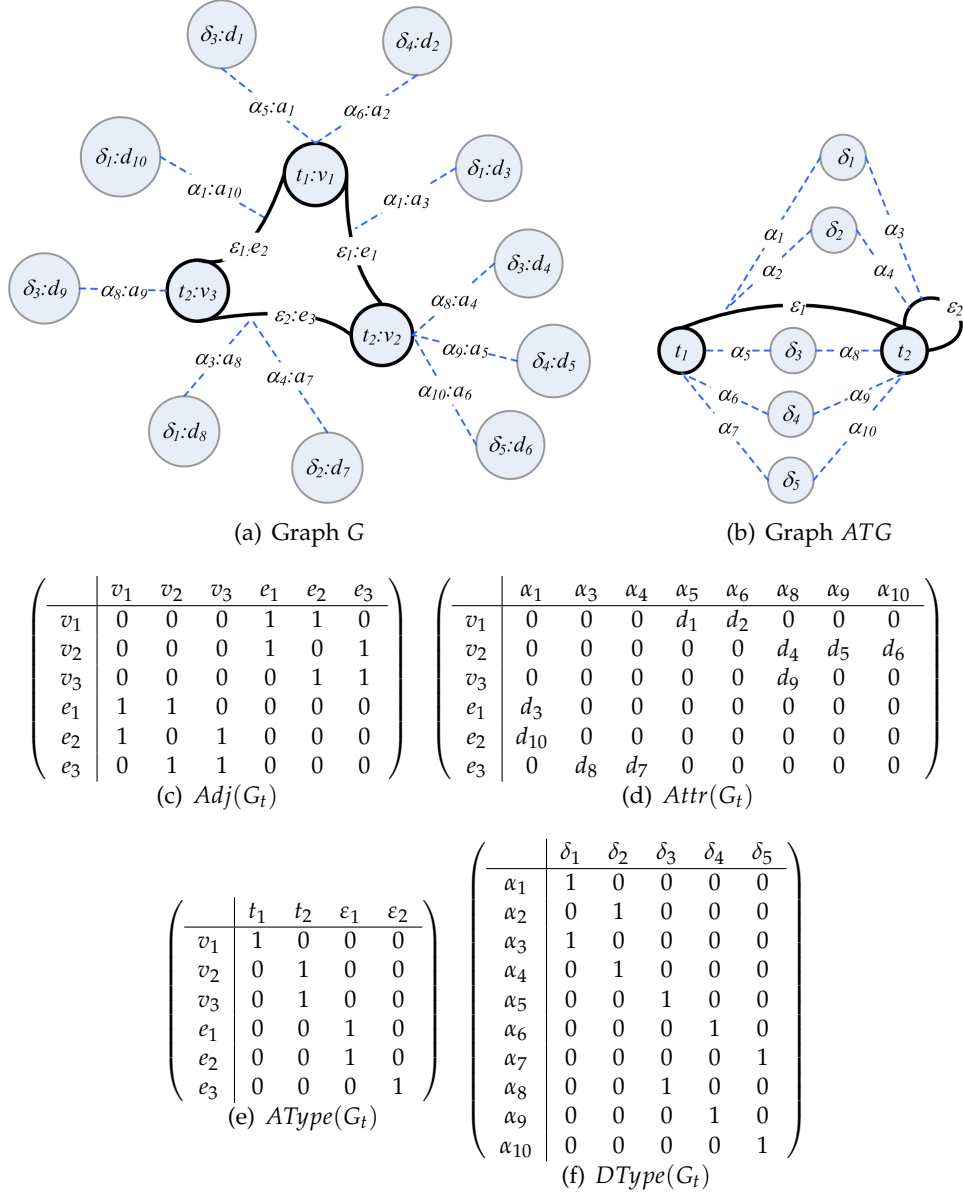 δ3:d1
δ4:d2
α5:a1
α6:a2
δ1:d10
t1:v1
δ1:d3
α1:a10
α1:a3
ε1:e2
ε1:e1
δ3:d9
α8:a9
t2:v3
δ3:d4
α8:a4
ε2:e3
t2:v2
α9:a5
δ4:d5
α3:a8
α4:a7
α10:a6
δ1:d8
δ2:d7
δ5:d6
(a) Graph G
δ1
α1
δ2
α3
α2
α4
ε1
ε2
t1
α5
δ3
α8
t2
α6
δ4
α9
α7
α10
δ5
(b) Graph ATG
v1 v2 v3 e1 e2 e3
v1 0 0 0 1 1 0
v2 0 0 0 1 0 1
v3 0 0 0 0 1 1
e1 1 1 0 0 0 0
e2 1 0 1 0 0 0
e3 0 1 1 0 0 0
(c) Adj(Gt)
α1 α3 α4 α5 α6 α8 α9 α10
v1 0 0 0 d1 d2 0 0 0
v2 0 0 0 0 0 d4 d5 d6
v3 0 0 0 0 0 d9 0 0
e1 d3 0 0 0 0 0 0 0
e2 d10 0 0 0 0 0 0 0
e3 0 d8 d7 0 0 0 0 0
(d) Attr(Gt)
t1 t2 ε1 ε2
v1 1 0 0 0
v2 0 1 0 0
v3 0 1 0 0
e1 0 0 1 0
e2 0 0 1 0
e3 0 0 0 1
(e) AType(Gt)
δ1 δ2 δ3 δ4 δ5
α1 1 0 0 0 0
α2 0 1 0 0 0
α3 1 0 0 0 0
α4 0 1 0 0 0
α5 0 0 1 0 0
α6 0 0 0 1 0
α7 0 0 0 0 1
α8 0 0 1 0 0
α9 0 0 0 1 0
α10 0 0 0 0 1
(f) DType(Gt)